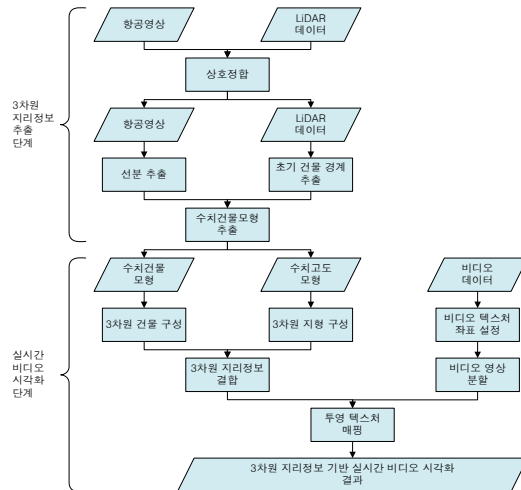 항공영상
LiDAR
데이터
상호정합
3차원
지리정보
추출
단계
항공영상
LiDAR
데이터
선분 추출
초기 건물 경계
추출
수치건물모형
추출
수치건물
모형
수치고도
모형
비디오
데이터
3차원 건물 구성
3차원 지형 구성
비디오 텍스처
좌표 설정
실시간
비디오
시각화
단계
3차원 지리정보
결합
비디오 영상
분할
투영 텍스처
매핑
3차원 지리정보 기반 실시간 비디오 시각화
결과